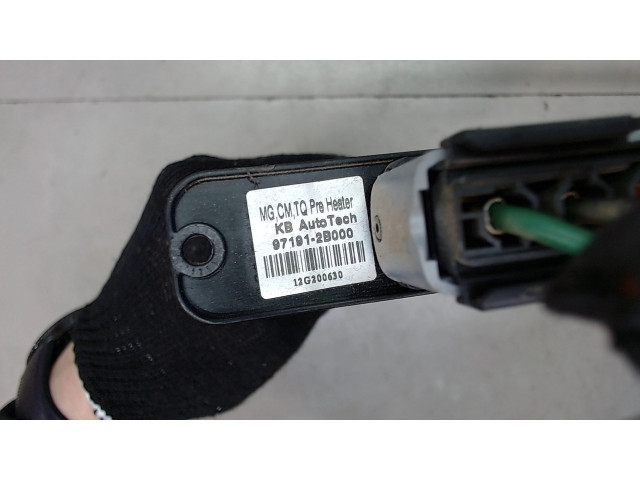 MG,CM,TQ Pre Heater
KB AutoTech
97191-2B000
12G200630